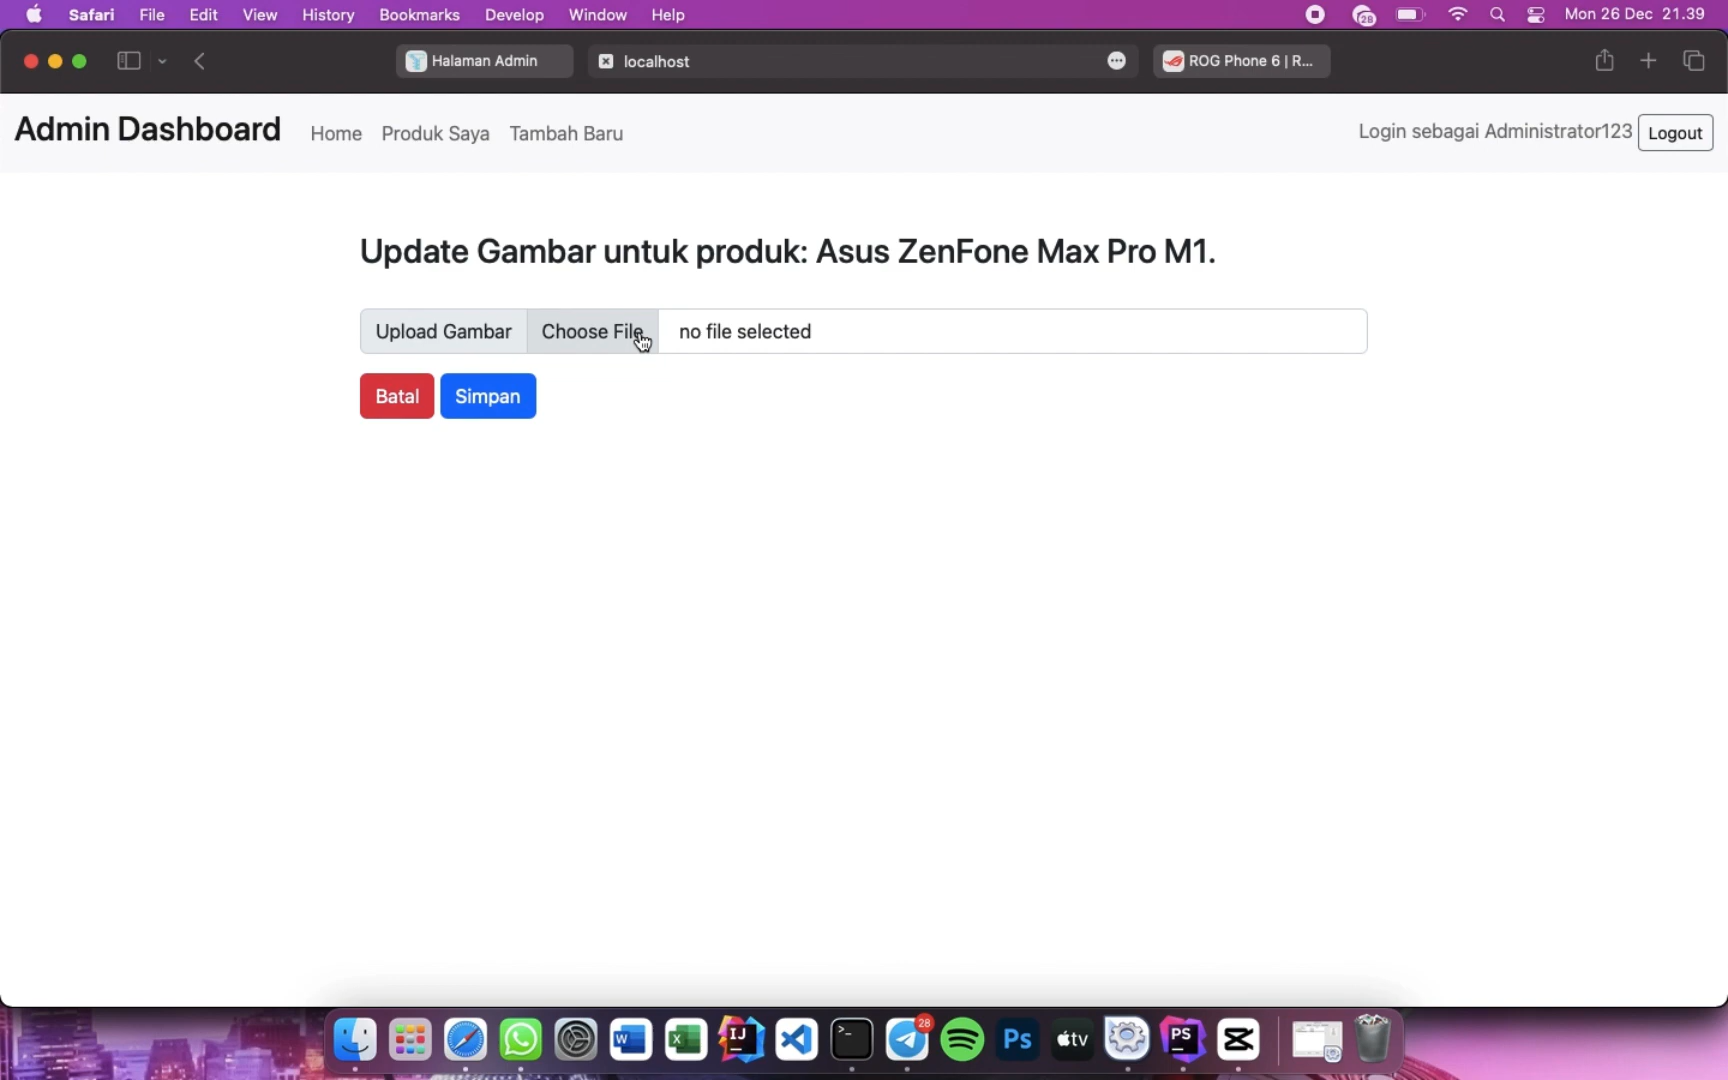 Safari File Edit View History Bookmarks Develop Window Help 28 Mon 26 Dec 21.39
Halaman Admin localhost ROG Phone 6 | R...
Admin Dashboard Home Produk Saya Tambah Baru Login sebagai Administrator123 Logout
Update Gambar untuk produk: Asus ZenFone Max Pro M1.
Upload Gambar Choose File no file selected
Batal Simpan
W X IJ >_ 28 Ps tv PS